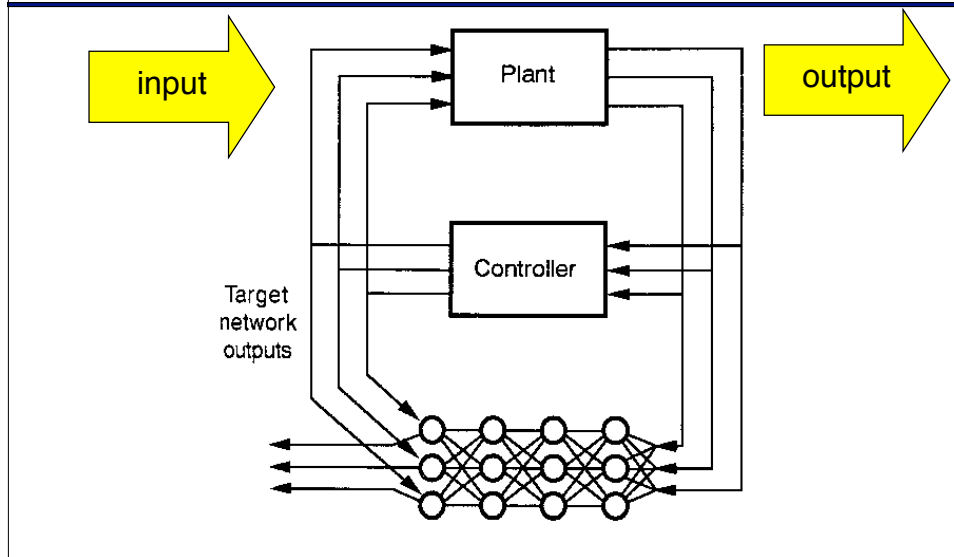 input
Plant
output
Controller
Target
network
outputs